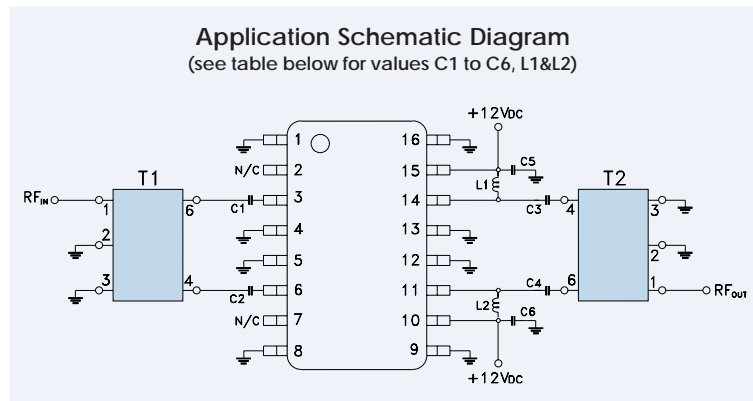 Application Schematic Diagram
(see table below for values C1 to C6, L1&L2)
+12VDC
1
16
N/C
2
15
C5
T1
T2
L1
RFIN
1
6
C1
3
14
C3
4
3
2
4
13
2
5
12
3
4
C2
6
11
C4
6
1
RFOUT
L2
N/C
7
10
C6
8
9
+12VDC